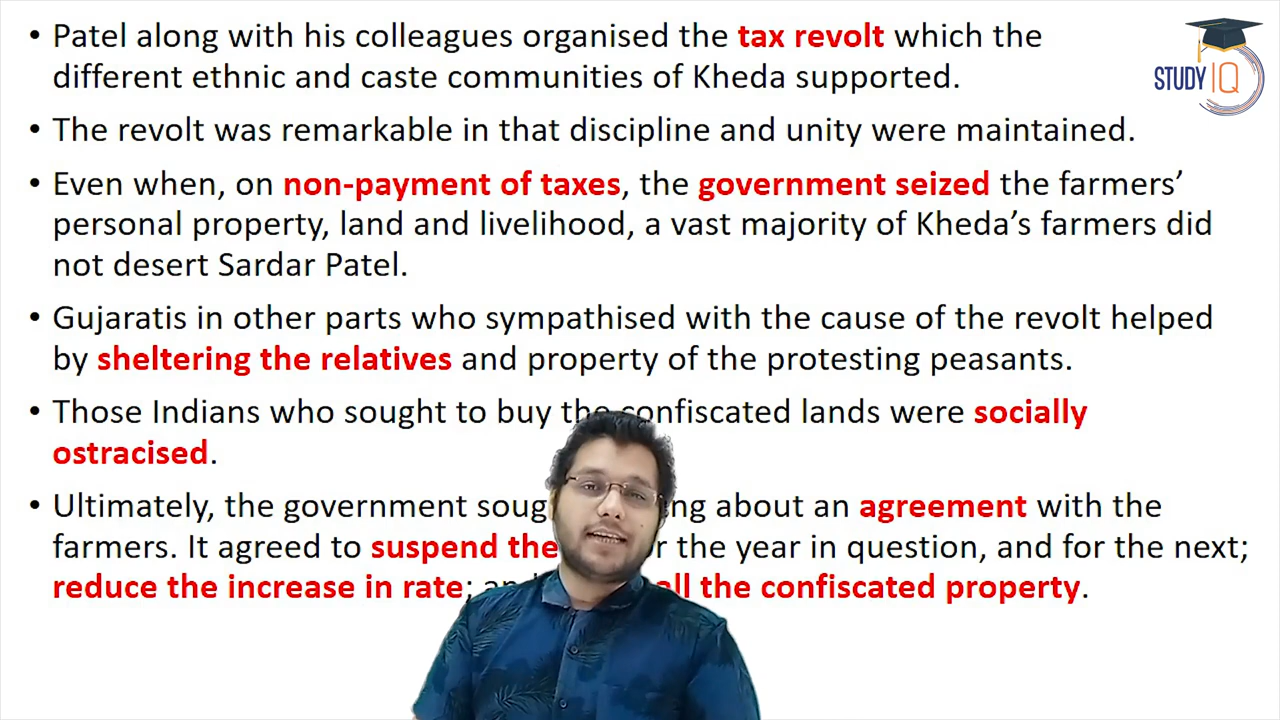 • Patel along with his colleagues organised the tax revolt which the
different ethnic and caste communities of Kheda supported.
• The revolt was remarkable in that discipline and unity were maintained.
• Even when, on non-payment of taxes, the government seized the farmers’
personal property, land and livelihood, a vast majority of Kheda’s farmers did
not desert Sardar Patel.
• Gujaratis in other parts who sympathised with the cause of the revolt helped
by sheltering the relatives and property of the protesting peasants.
• Those Indians who sought to buy the confiscated lands were socially
ostracised.
• Ultimately, the government about an agreement with the
farmers. It agreed to suspend the the year in question, and for the next;
reduce the increase in rate; all the confiscated property.
STUDY IQ